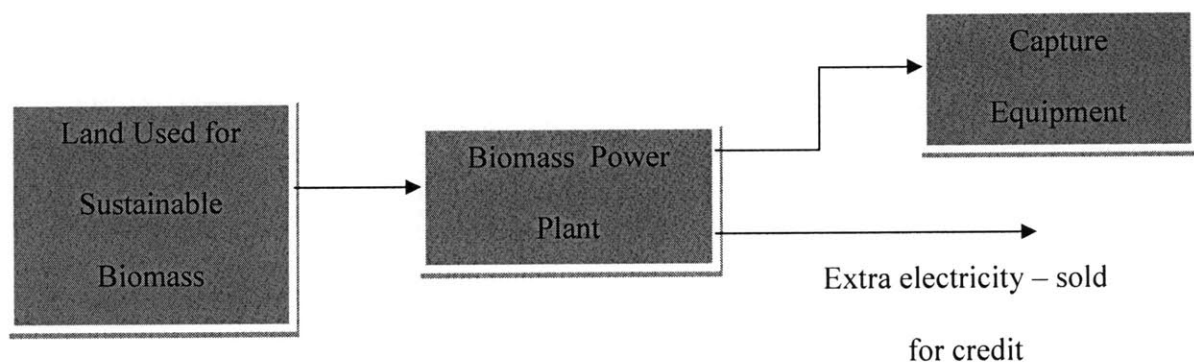 Land Used for
Sustainable
Biomass
Biomass Power
Plant
Capture
Equipment
Extra electricity – sold
for credit